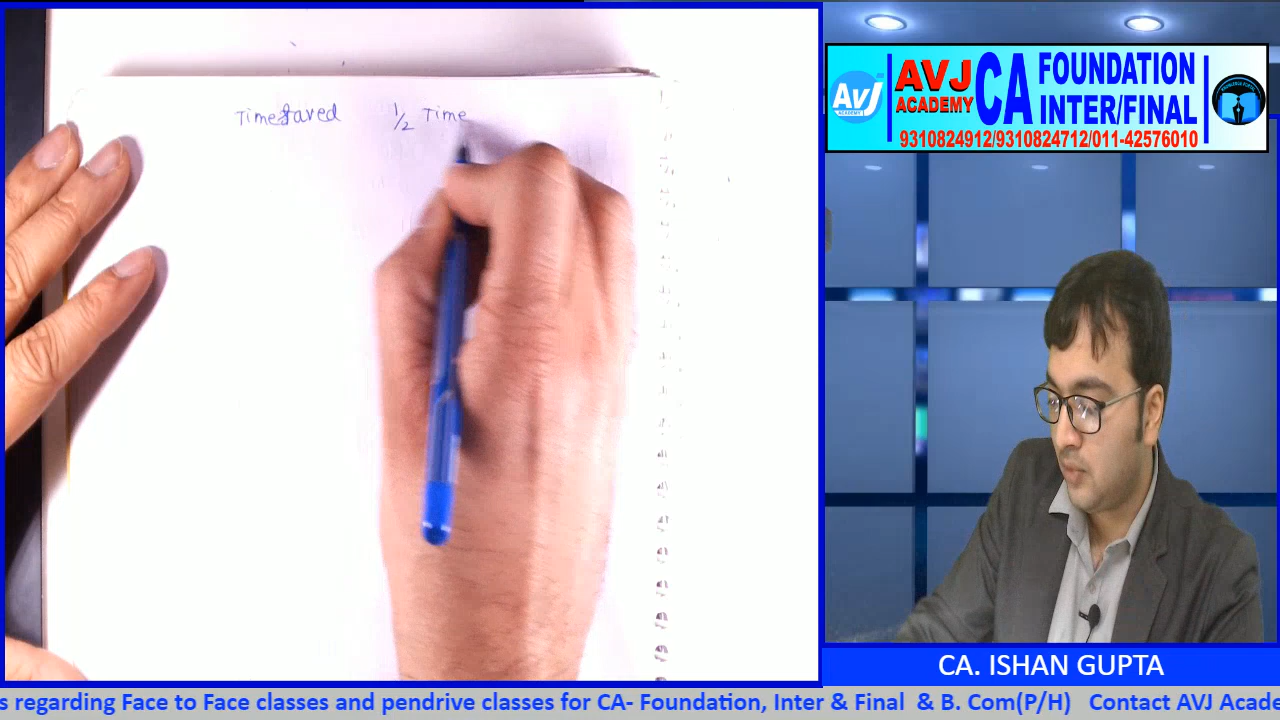 Time Saved 1/2 Time
AVJ ACADEMY
AVJ
ACADEMY
CA
FOUNDATION
INTER/FINAL
9310824912/9310824712/011-42576010
CA. ISHAN GUPTA
s regarding Face to Face classes and pendrive classes for CA- Foundation, Inter & Final & B. Com(P/H) Contact AVJ Acade